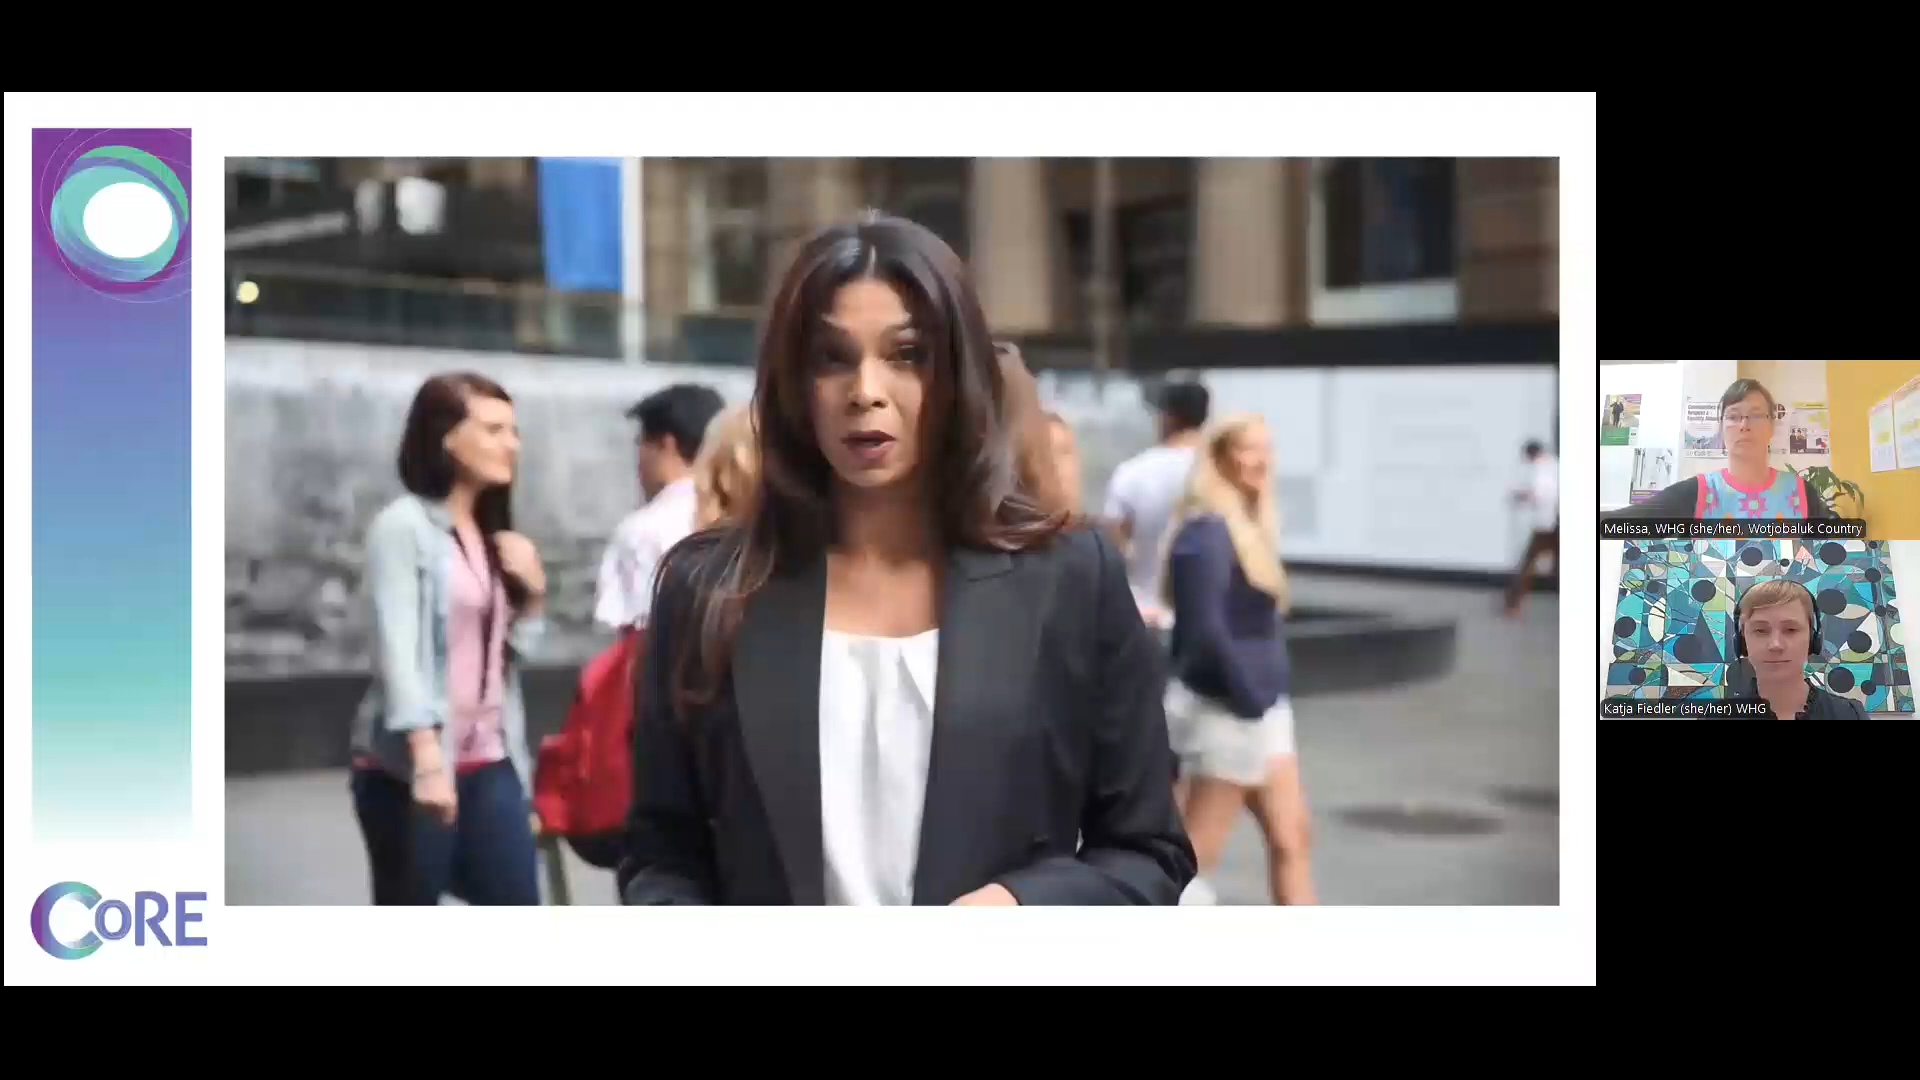 CoRE
Melissa, WHG (she/her), Wotjobaluk Country
Katja Fiedler (she/her) WHG